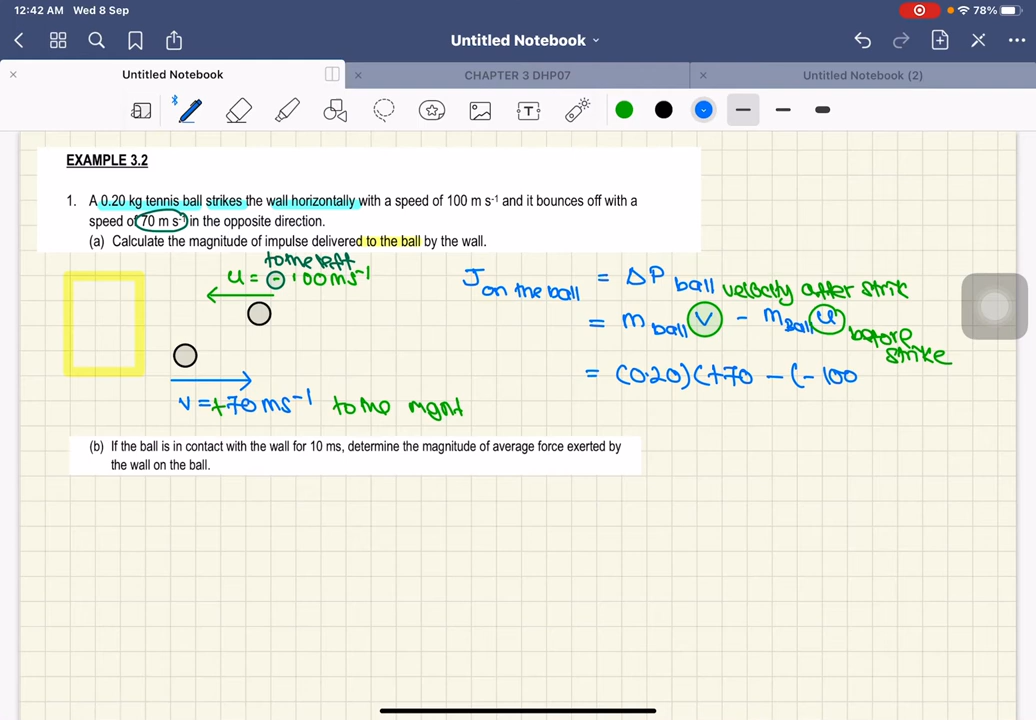 12:42 AM Wed 8 Sep 78%
Untitled Notebook
Untitled Notebook CHAPTER 3 DHP07 Untitled Notebook (2)
EXAMPLE 3.2
1. A 0.20 kg tennis ball strikes the wall horizontally with a speed of 100 m s⁻¹ and it bounces off with a
speed of 70 m s⁻¹ in the opposite direction.
(a) Calculate the magnitude of impulse delivered to the ball by the wall.
to the left
u = - 100 ms⁻¹
J on the ball = ΔP ball velocity after strike
= m ball v - m ball u before
strike
= (0.20)(+70 - (-100
v = +70 ms⁻¹ to the right
(b) If the ball is in contact with the wall for 10 ms, determine the magnitude of average force exerted by
the wall on the ball.